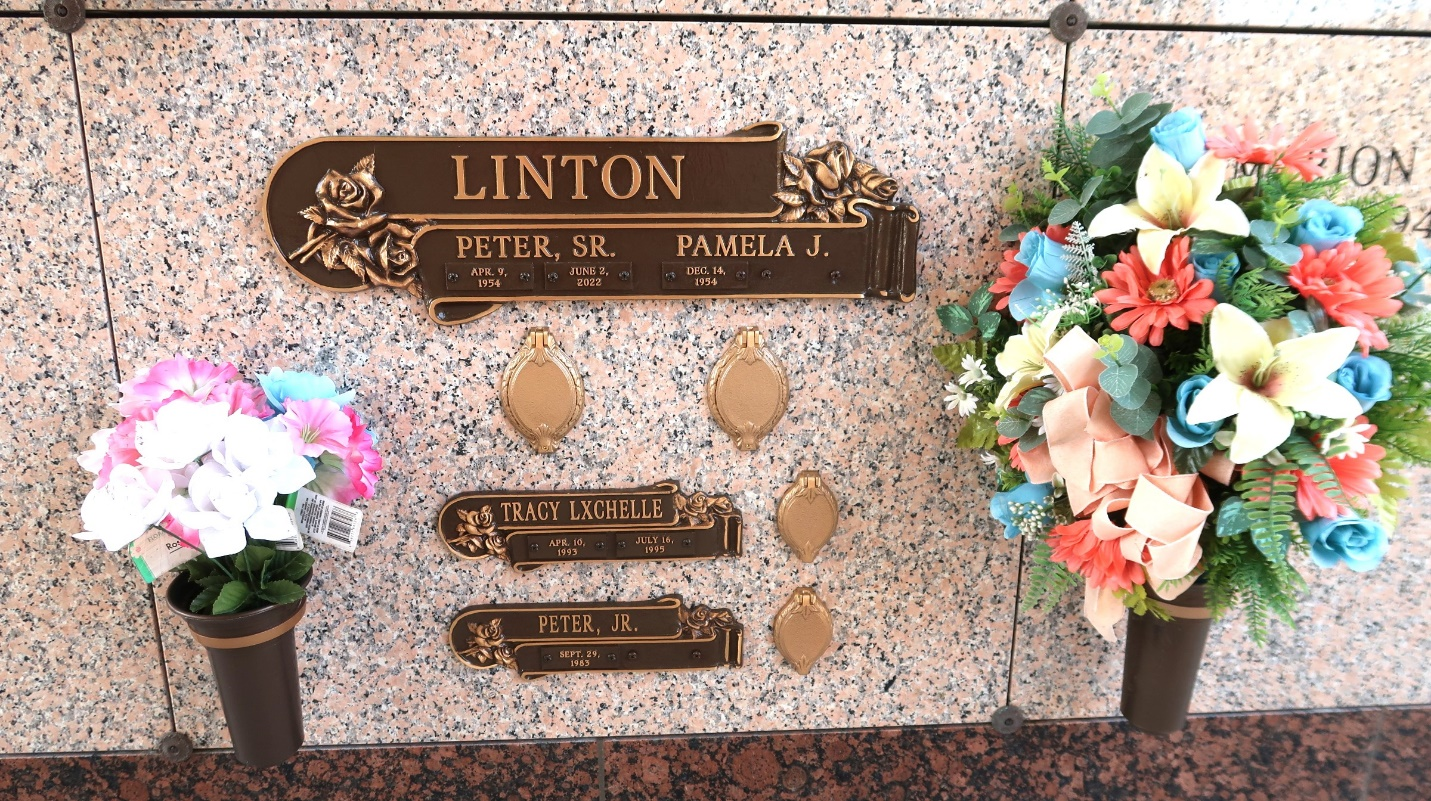 LINTON
PETER, SR. PAMELA J.
APR. 9, JUNE 2, DEC. 14,
1954 2022 1954
TRACY LXCHELLE
APR. 10, JULY 16,
1993 1995
PETER, JR.
SEPT. 29,
1983